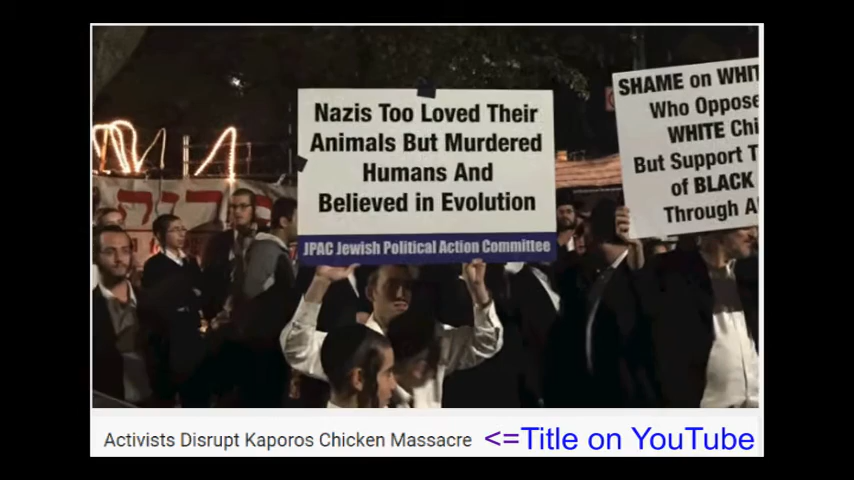 Nazis Too Loved Their
Animals But Murdered
Humans And
Believed in Evolution
JPAC Jewish Political Action Committee
SHAME on WHIT
Who Oppose
WHITE Chi
But Support T
of BLACK
Through A
Activists Disrupt Kaporos Chicken Massacre <=Title on YouTube